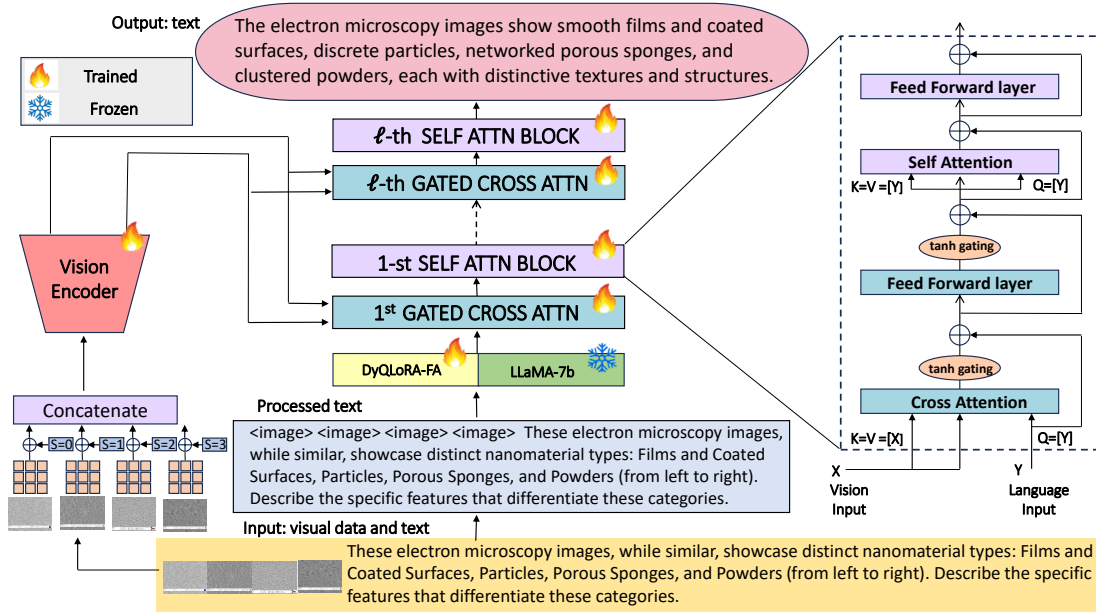 Output: text
The electron microscopy images show smooth films and coated
surfaces, discrete particles, networked porous sponges, and
clustered powders, each with distinctive textures and structures.
Trained
Frozen
ℓ-th SELF ATTN BLOCK
ℓ-th GATED CROSS ATTN
1-st SELF ATTN BLOCK
1st GATED CROSS ATTN
Vision
Encoder
DyQLoRA-FA
LLaMA-7b
Concatenate
S=0
S=1
S=2
S=3
Processed text
<image> <image> <image> <image> These electron microscopy images,
while similar, showcase distinct nanomaterial types: Films and Coated
Surfaces, Particles, Porous Sponges, and Powders (from left to right).
Describe the specific features that differentiate these categories.
Input: visual data and text
These electron microscopy images, while similar, showcase distinct nanomaterial types: Films and
Coated Surfaces, Particles, Porous Sponges, and Powders (from left to right). Describe the specific
features that differentiate these categories.
Feed Forward layer
Self Attention
K=V =[Y]
Q=[Y]
tanh gating
Feed Forward layer
tanh gating
Cross Attention
K=V =[X]
Q=[Y]
X
Y
Vision
Input
Language
Input